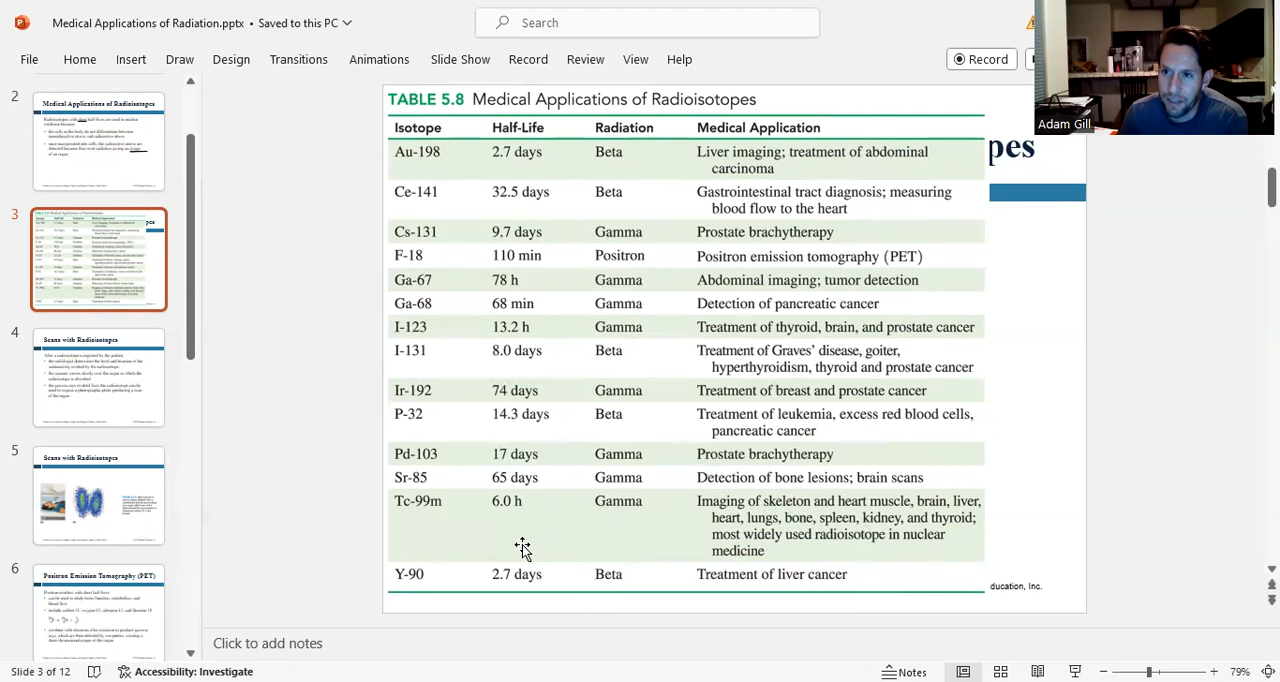 Medical Applications of Radiation.pptx • Saved to this PC
Search
File Home Insert Draw Design Transitions Animations Slide Show Record Review View Help
Record
Adam Gill
2
Medical Applications of Radioisotopes
3
4
Scans with Radioisotopes
5
Scans with Radioisotopes
6
Positron Emission Tomography (PET)
pes
TABLE 5.8 Medical Applications of Radioisotopes
Isotope Half-Life Radiation Medical Application
Au-198 2.7 days Beta Liver imaging; treatment of abdominal
carcinoma
Ce-141 32.5 days Beta Gastrointestinal tract diagnosis; measuring
blood flow to the heart
Cs-131 9.7 days Gamma Prostate brachytherapy
F-18 110 min Positron Positron emission tomography (PET)
Ga-67 78 h Gamma Abdominal imaging; tumor detection
Ga-68 68 min Gamma Detection of pancreatic cancer
I-123 13.2 h Gamma Treatment of thyroid, brain, and prostate cancer
I-131 8.0 days Beta Treatment of Graves' disease, goiter,
hyperthyroidism, thyroid and prostate cancer
Ir-192 74 days Gamma Treatment of breast and prostate cancer
P-32 14.3 days Beta Treatment of leukemia, excess red blood cells,
pancreatic cancer
Pd-103 17 days Gamma Prostate brachytherapy
Sr-85 65 days Gamma Detection of bone lesions; brain scans
Tc-99m 6.0 h Gamma Imaging of skeleton and heart muscle, brain, liver,
heart, lungs, bone, spleen, kidney, and thyroid;
most widely used radioisotope in nuclear
medicine
Y-90 2.7 days Beta Treatment of liver cancer
ducation, Inc.
Click to add notes
Slide 3 of 12 Accessibility: Investigate Notes 79%